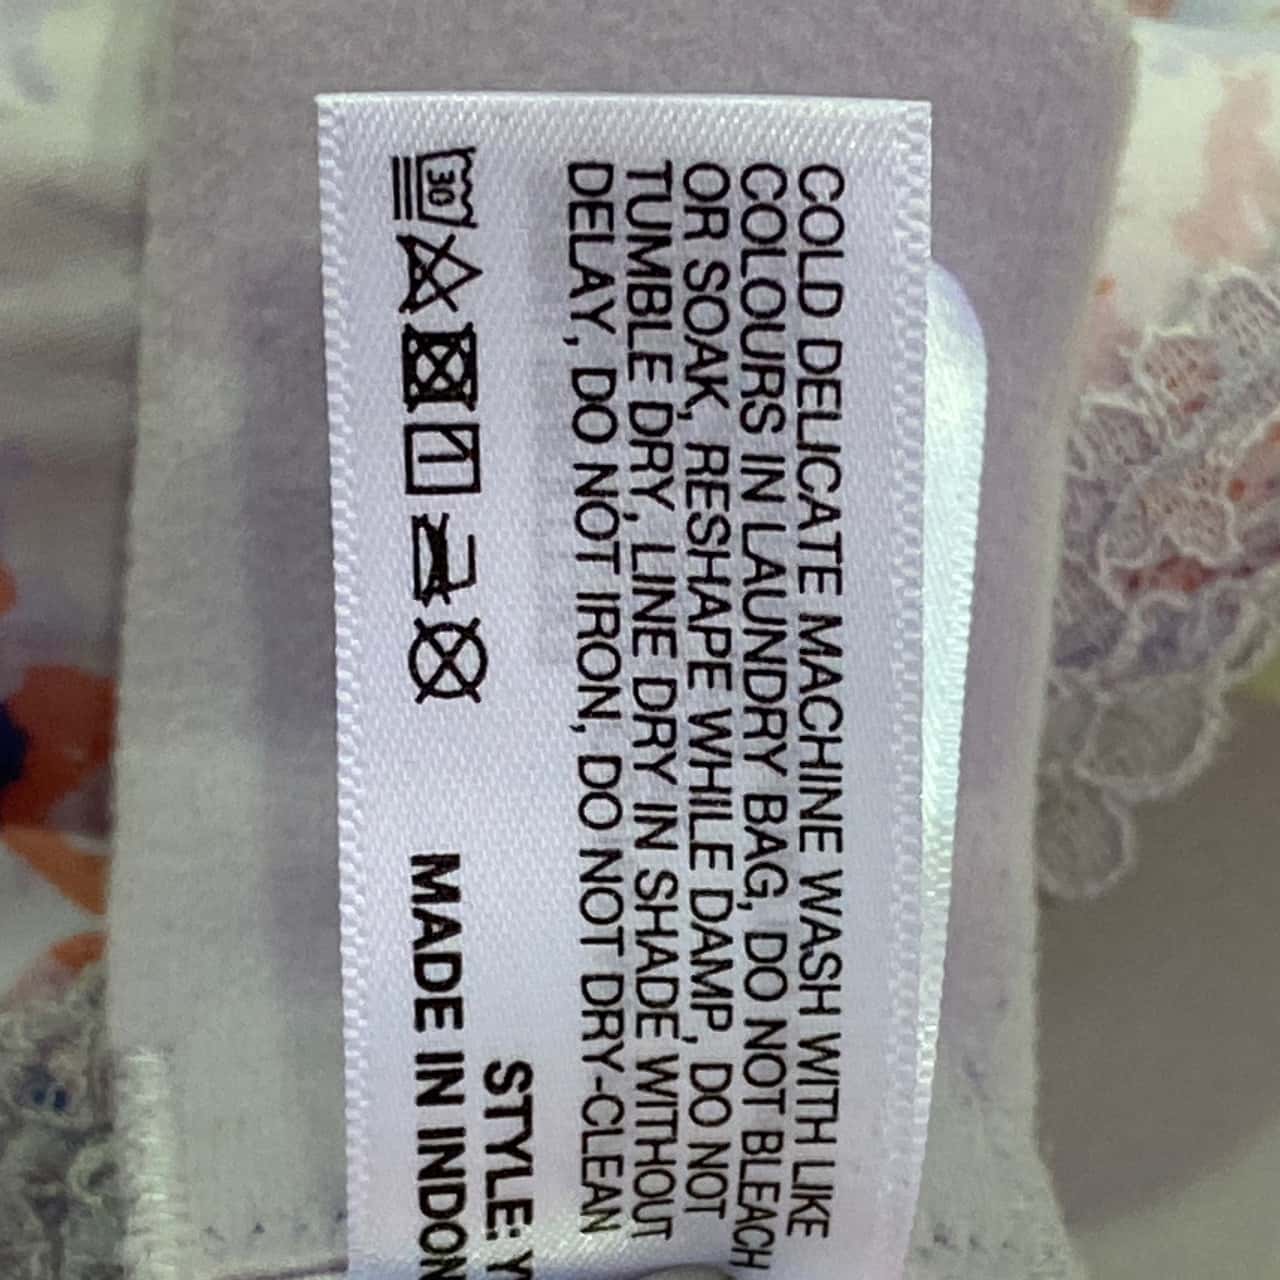 COLD DELICATE MACHINE WASH WITH LIKE
COLOURS IN LAUNDRY BAG, DO NOT BLEACH
OR SOAK, RESHAPE WHILE DAMP, DO NOT
TUMBLE DRY, LINE DRY IN SHADE WITHOUT
DELAY, DO NOT IRON, DO NOT DRY-CLEAN
STYLE: Y
30
MADE IN INDON